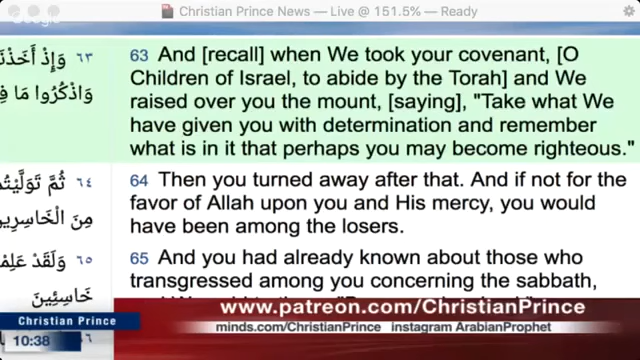 Christian Prince News — Live @ 151.5% — Ready
٦٣ وَإِذْ أَخَذْنَ
وَاذْكُرُوا مَا فِ
63 And [recall] when We took your covenant, [O
Children of Israel, to abide by the Torah] and We
raised over you the mount, [saying], "Take what We
have given you with determination and remember
what is in it that perhaps you may become righteous."
٦٤ ثُمَّ تَوَلَّيْتُم
مِنَ الْخَاسِرِين
64 Then you turned away after that. And if not for the
favor of Allah upon you and His mercy, you would
have been among the losers.
٦٥ وَلَقَدْ عَلِمْ
خَاسِئِينَ
65 And you had already known about those who
transgressed among you concerning the sabbath,
www.patreon.com/ChristianPrince
Christian Prince
minds.com/ChristianPrince instagram ArabianProphet
10:38